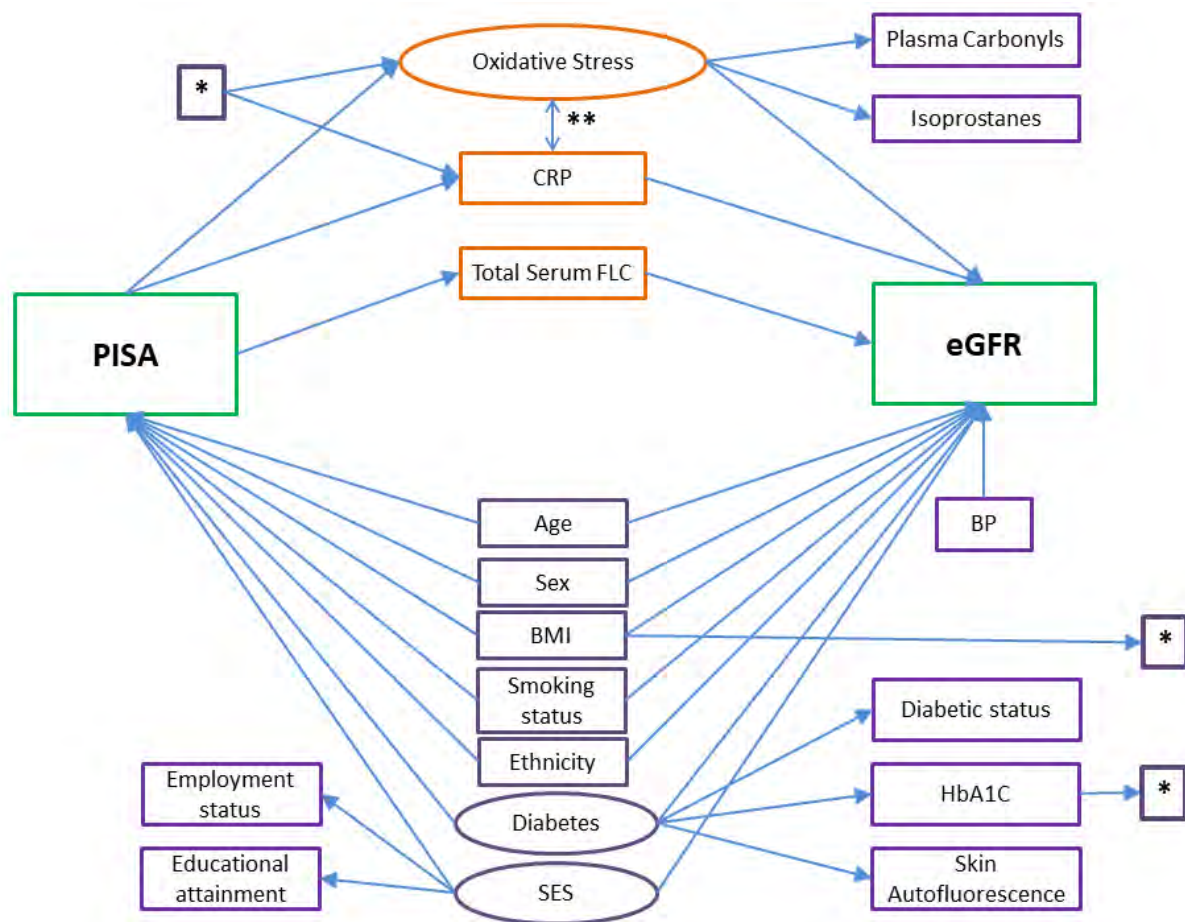 Oxidative Stress
Plasma Carbonyls
*
Isoprostanes
**
CRP
Total Serum FLC
PISA
eGFR
Age
BP
Sex
BMI
*
Smoking
status
Diabetic status
Ethnicity
Employment
status
HbA1C
*
Diabetes
Educational
attainment
SES
Skin
Autofluorescence